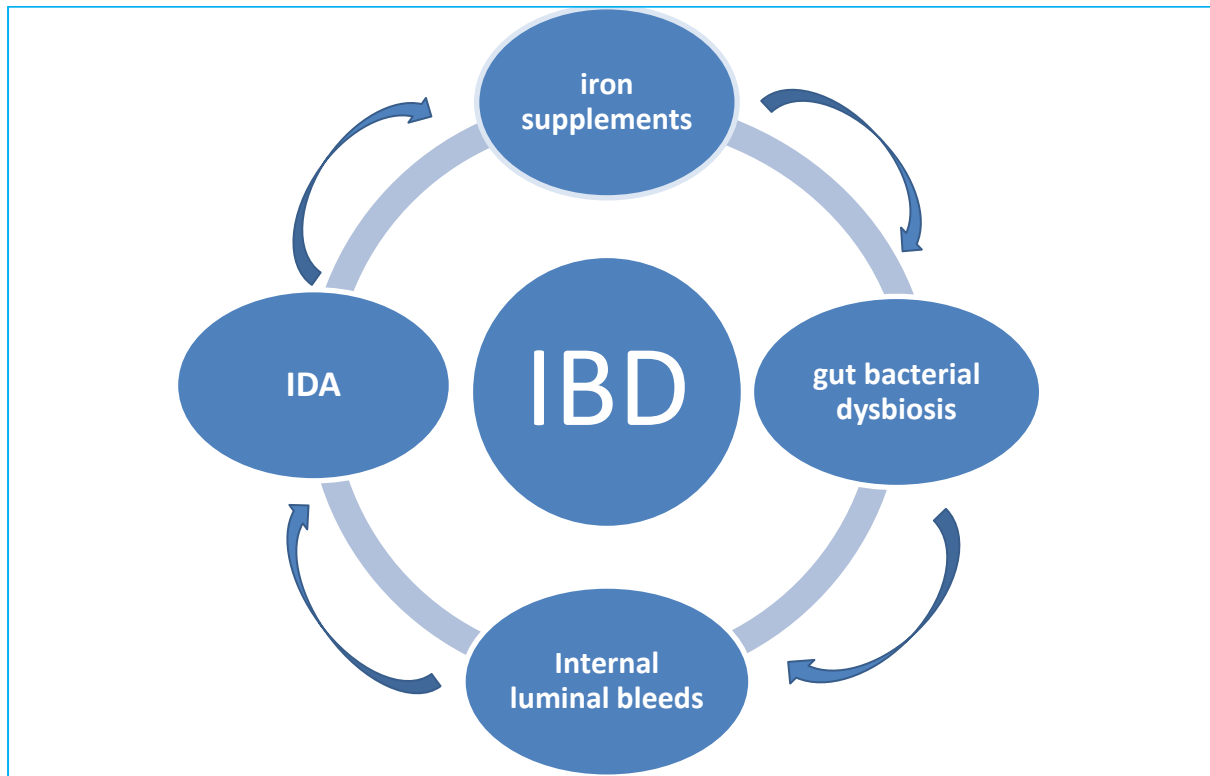 iron
supplements
IDA
IBD
gut bacterial
dysbiosis
Internal
luminal bleeds